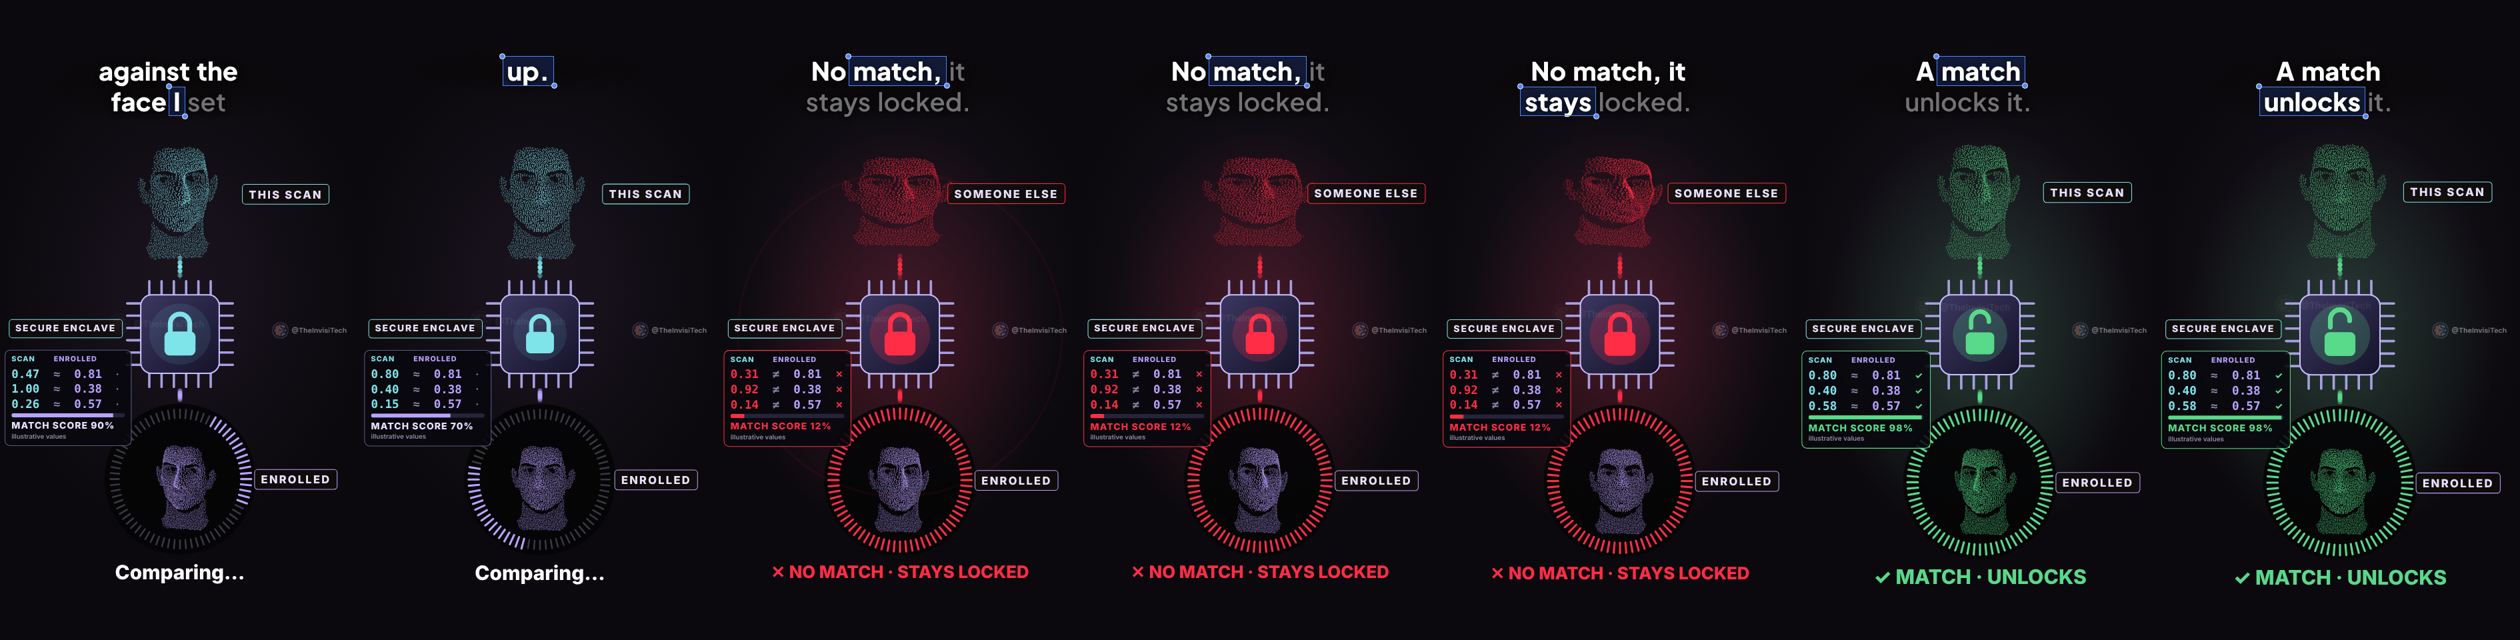 against the
face I set
THIS SCAN
SECURE ENCLAVE
@TheInvisiTech
SCAN ENROLLED
0.47 ≈ 0.81 ·
1.00 ≈ 0.38 ·
0.26 ≈ 0.57 ·
MATCH SCORE 90%
illustrative values
ENROLLED
Comparing...
up.
THIS SCAN
SECURE ENCLAVE
@TheInvisiTech
SCAN ENROLLED
0.80 ≈ 0.81 ·
0.40 ≈ 0.38 ·
0.15 ≈ 0.57 ·
MATCH SCORE 70%
illustrative values
ENROLLED
Comparing...
No match, it
stays locked.
SOMEONE ELSE
SECURE ENCLAVE
@TheInvisiTech
SCAN ENROLLED
0.31 ≠ 0.81 ×
0.92 ≠ 0.38 ×
0.14 ≠ 0.57 ×
MATCH SCORE 12%
illustrative values
ENROLLED
× NO MATCH · STAYS LOCKED
No match, it
stays locked.
SOMEONE ELSE
SECURE ENCLAVE
@TheInvisiTech
SCAN ENROLLED
0.31 ≠ 0.81 ×
0.92 ≠ 0.38 ×
0.14 ≠ 0.57 ×
MATCH SCORE 12%
illustrative values
ENROLLED
× NO MATCH · STAYS LOCKED
No match, it
stays locked.
SOMEONE ELSE
SECURE ENCLAVE
@TheInvisiTech
SCAN ENROLLED
0.31 ≠ 0.81 ×
0.92 ≠ 0.38 ×
0.14 ≠ 0.57 ×
MATCH SCORE 12%
illustrative values
ENROLLED
× NO MATCH · STAYS LOCKED
A match
unlocks it.
THIS SCAN
SECURE ENCLAVE
@TheInvisiTech
SCAN ENROLLED
0.80 ≈ 0.81 ✓
0.40 ≈ 0.38 ✓
0.58 ≈ 0.57 ✓
MATCH SCORE 98%
illustrative values
ENROLLED
✓ MATCH · UNLOCKS
A match
unlocks it.
THIS SCAN
SECURE ENCLAVE
@TheInvisiTech
SCAN ENROLLED
0.80 ≈ 0.81 ✓
0.40 ≈ 0.38 ✓
0.58 ≈ 0.57 ✓
MATCH SCORE 98%
illustrative values
ENROLLED
✓ MATCH · UNLOCKS